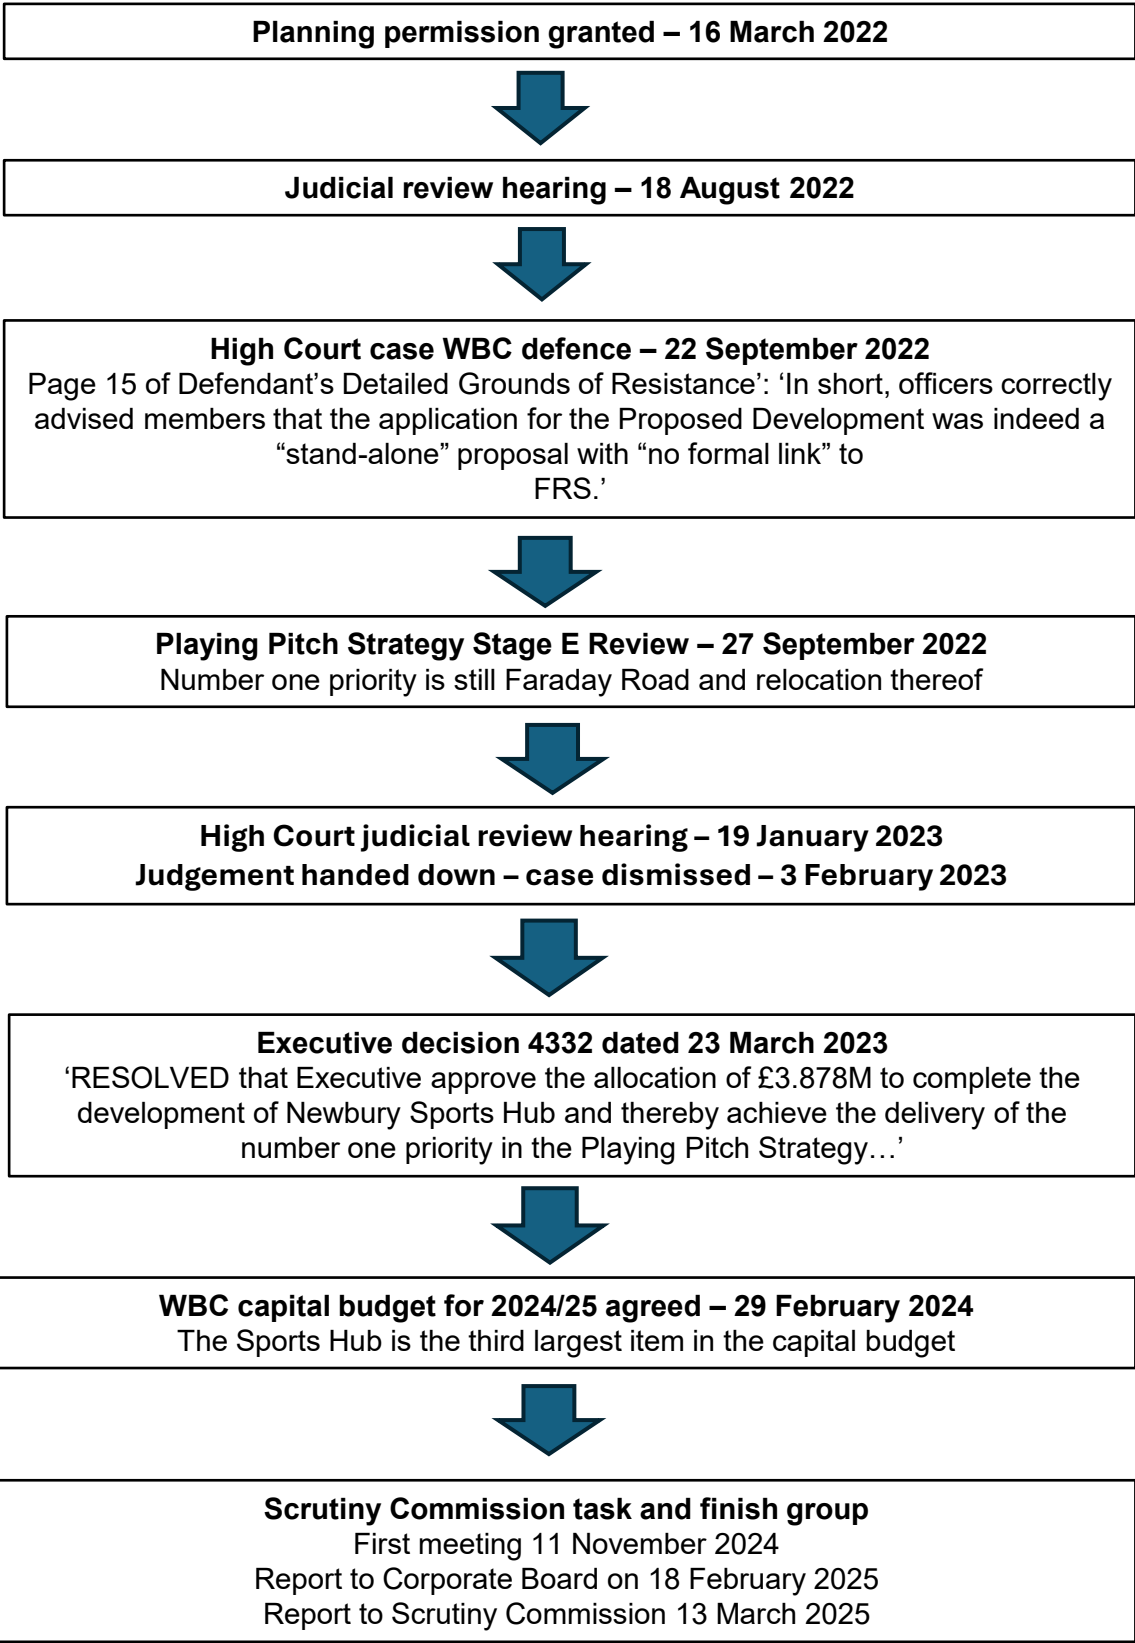 Planning permission granted – 16 March 2022
Judicial review hearing – 18 August 2022
High Court case WBC defence – 22 September 2022
Page 15 of Defendant’s Detailed Grounds of Resistance’: ‘In short, officers correctly
advised members that the application for the Proposed Development was indeed a
“stand-alone” proposal with “no formal link” to
FRS.’
Playing Pitch Strategy Stage E Review – 27 September 2022
Number one priority is still Faraday Road and relocation thereof
High Court judicial review hearing – 19 January 2023
Judgement handed down – case dismissed – 3 February 2023
Executive decision 4332 dated 23 March 2023
‘RESOLVED that Executive approve the allocation of £3.878M to complete the
development of Newbury Sports Hub and thereby achieve the delivery of the
number one priority in the Playing Pitch Strategy…’
WBC capital budget for 2024/25 agreed – 29 February 2024
The Sports Hub is the third largest item in the capital budget
Scrutiny Commission task and finish group
First meeting 11 November 2024
Report to Corporate Board on 18 February 2025
Report to Scrutiny Commission 13 March 2025